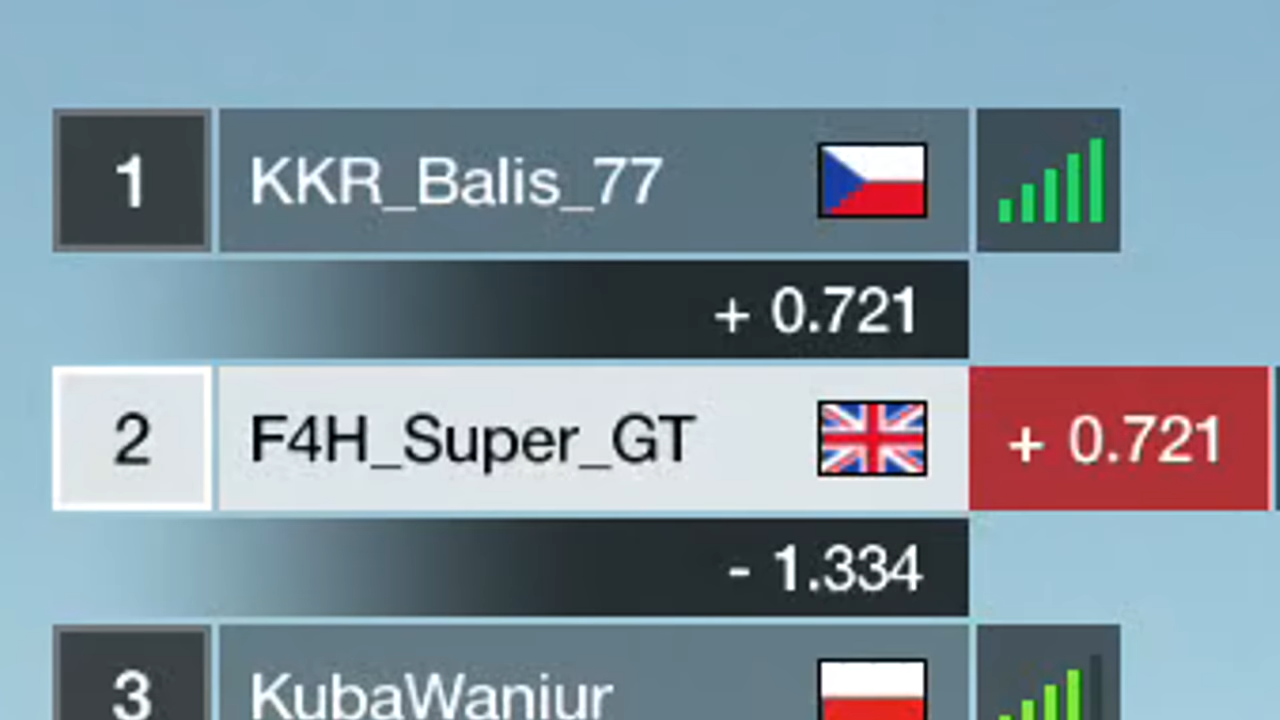 1 KKR_Balis_77
+ 0.721
2 F4H_Super_GT + 0.721
- 1.334
3 KubaWaniur